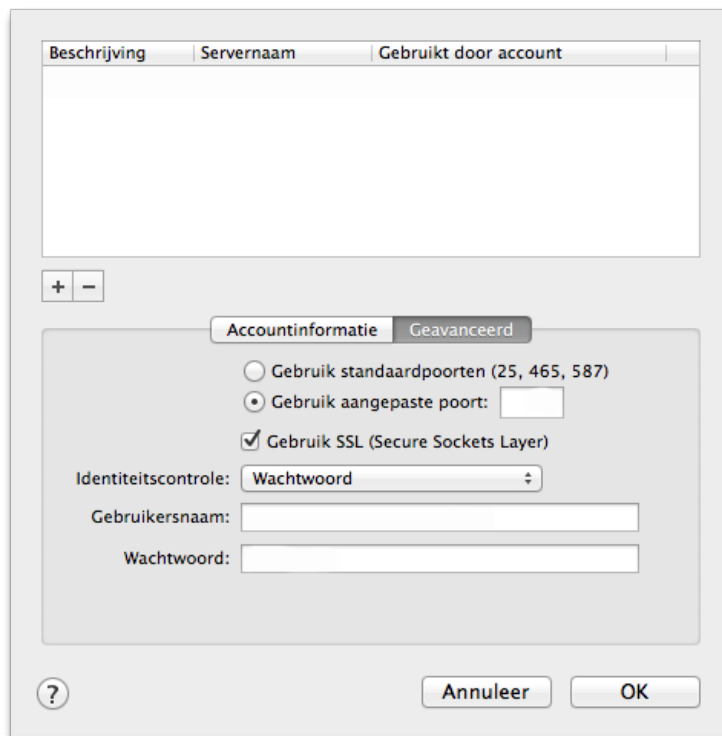 Beschrijving Servernaam Gebruikt door account
+ −
Accountinformatie Geavanceerd
Gebruik standaardpoorten (25, 465, 587)
Gebruik aangepaste poort:
Gebruik SSL (Secure Sockets Layer)
Identiteitscontrole: Wachtwoord
Gebruikersnaam:
Wachtwoord:
? Annuleer OK